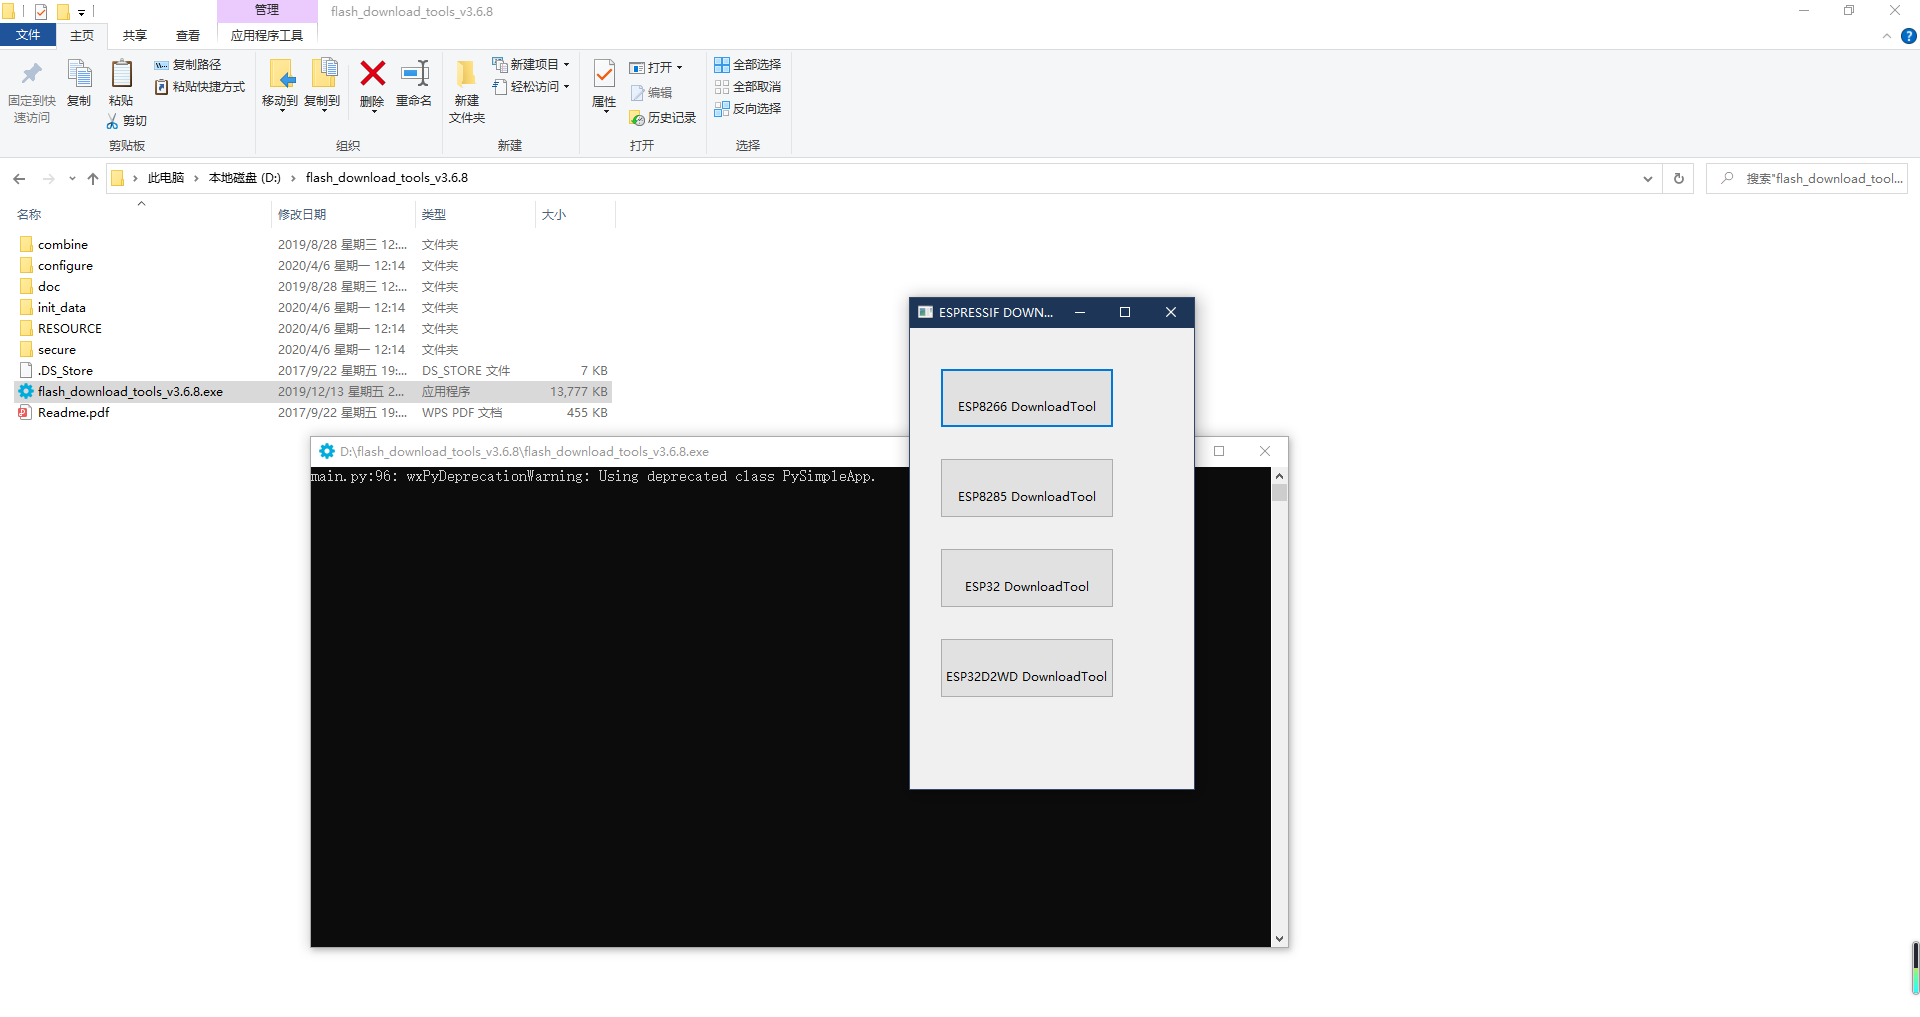 管理
flash_download_tools_v3.6.8
文件
主页
共享
查看
应用程序工具
固定到快
速访问
复制
粘贴
复制路径
粘贴快捷方式
剪切
移动到
复制到
删除
重命名
新建
文件夹
新建项目
轻松访问
属性
打开
编辑
历史记录
全部选择
全部取消
反向选择
剪贴板
组织
新建
打开
选择
此电脑
本地磁盘 (D:)
flash_download_tools_v3.6.8
搜索"flash_download_tool...
名称
修改日期
类型
大小
combine 2019/8/28 星期三 12:... 文件夹
configure 2020/4/6 星期一 12:14 文件夹
doc 2019/8/28 星期三 12:... 文件夹
init_data 2020/4/6 星期一 12:14 文件夹
RESOURCE 2020/4/6 星期一 12:14 文件夹
secure 2020/4/6 星期一 12:14 文件夹
.DS_Store 2017/9/22 星期五 19:... DS_STORE 文件 7 KB
flash_download_tools_v3.6.8.exe 2019/12/13 星期五 2... 应用程序 13,777 KB
Readme.pdf 2017/9/22 星期五 19:... WPS PDF 文档 455 KB
D:\flash_download_tools_v3.6.8\flash_download_tools_v3.6.8.exe
main.py:96: wxPyDeprecationWarning: Using deprecated class PySimpleApp.
ESPRESSIF DOWN...
ESP8266 DownloadTool
ESP8285 DownloadTool
ESP32 DownloadTool
ESP32D2WD DownloadTool